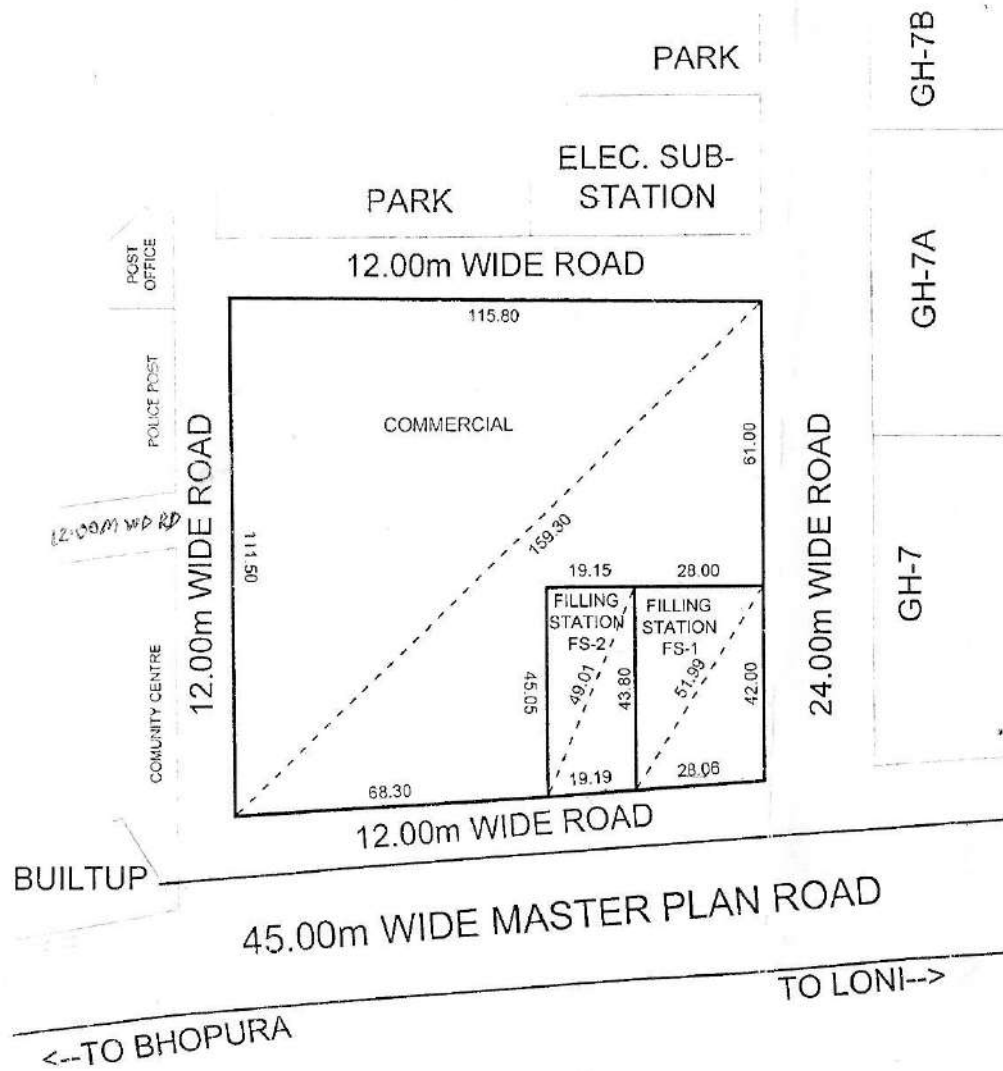 PARK
GH-7B
ELEC. SUB-
STATION
PARK
POST
OFFICE
12.00m WIDE ROAD
GH-7A
115.80
POLICE POST
COMMERCIAL
61.00
12.00m WIDE ROAD
24.00m WIDE ROAD
12.00M WD RD
111.50
159.30
GH-7
19.15
28.00
FILLING
STATION
FS-2
FILLING
STATION
FS-1
COMUNITY CENTRE
45.05
49.01
43.80
51.99
42.00
68.30
19.19
28.06
12.00m WIDE ROAD
BUILTUP
45.00m WIDE MASTER PLAN ROAD
TO LONI-->
<--TO BHOPURA